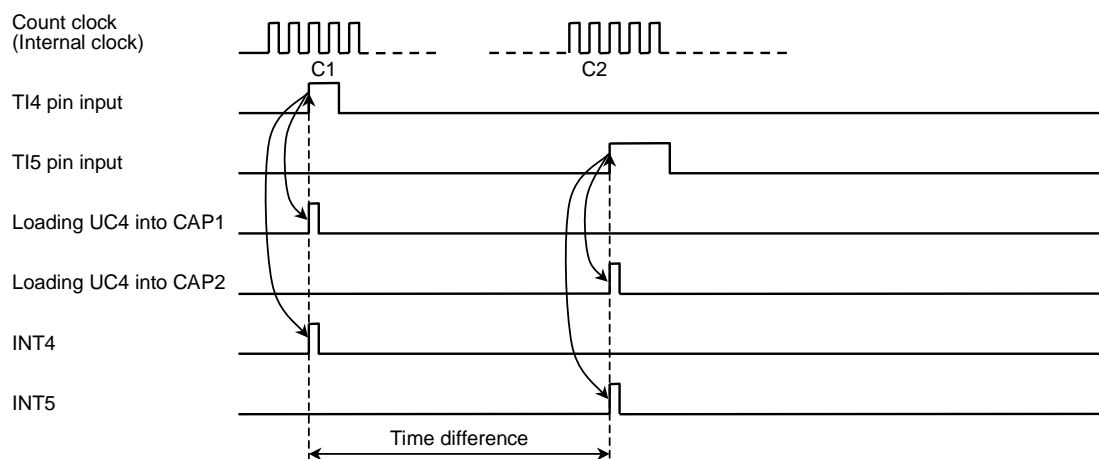 Count clock
(Internal clock)
C1
C2
TI4 pin input
TI5 pin input
Loading UC4 into CAP1
Loading UC4 into CAP2
INT4
INT5
Time difference